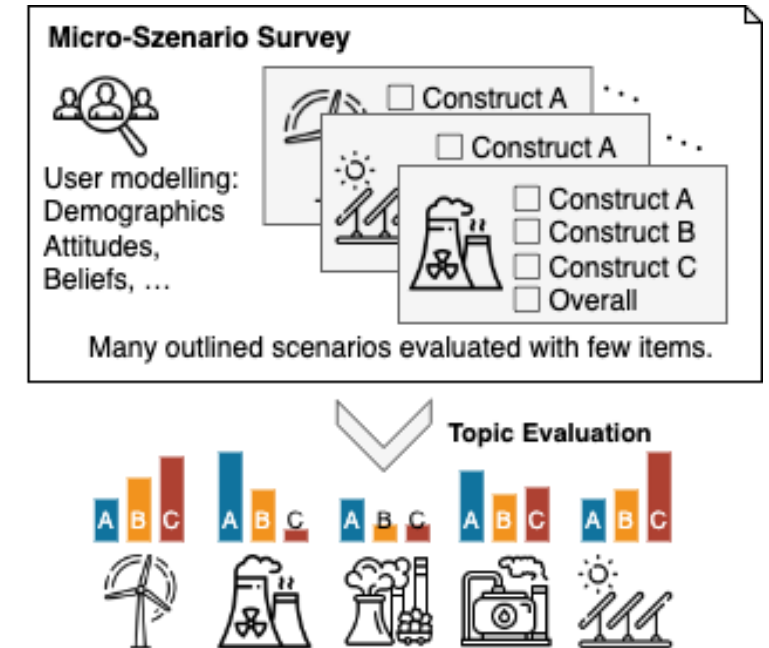 Micro-Szenario Survey
Construct A
Construct A
User modelling:
Demographics
Attitudes,
Beliefs, ...
Construct A
Construct B
Construct C
Overall
Many outlined scenarios evaluated with few items.
Topic Evaluation
A B C
A B C
A B C
A B C
A B C